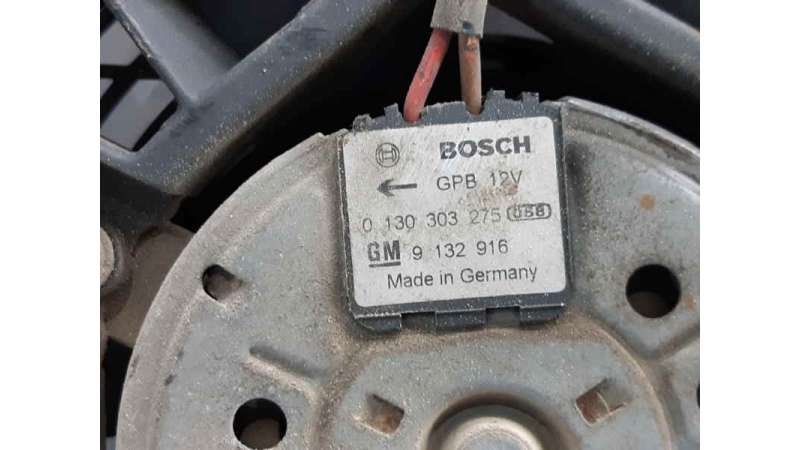 BOSCH
GPB 12V
0 130 303 275
GM 9 132 916
Made in Germany